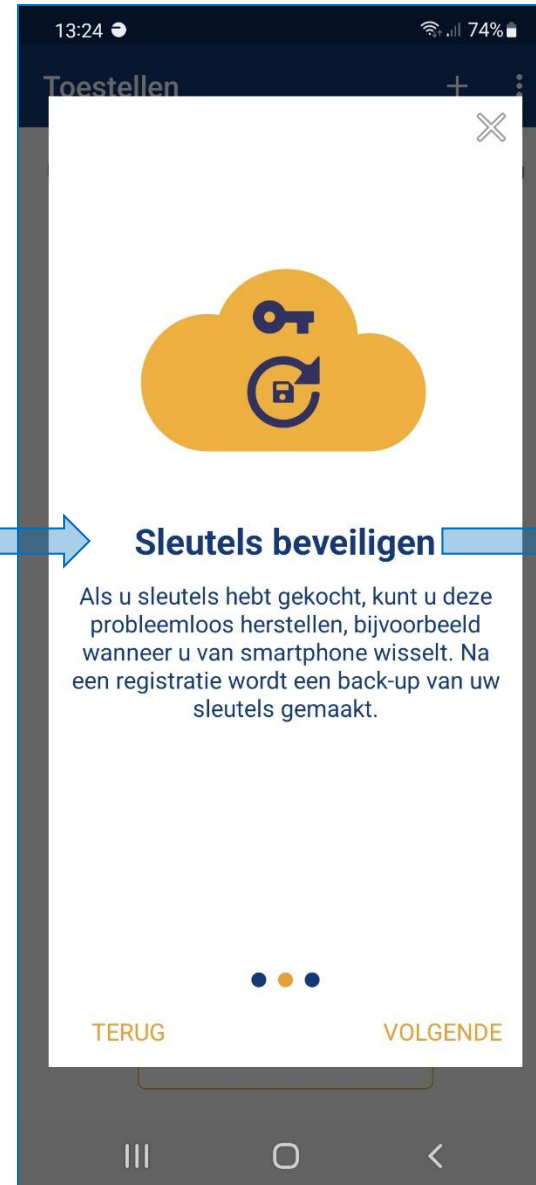 13:24
74%
Toestellen
Sleutels beveiligen
Als u sleutels hebt gekocht, kunt u deze
probleemloos herstellen, bijvoorbeeld
wanneer u van smartphone wisselt. Na
een registratie wordt een back-up van uw
sleutels gemaakt.
TERUG
VOLGENDE